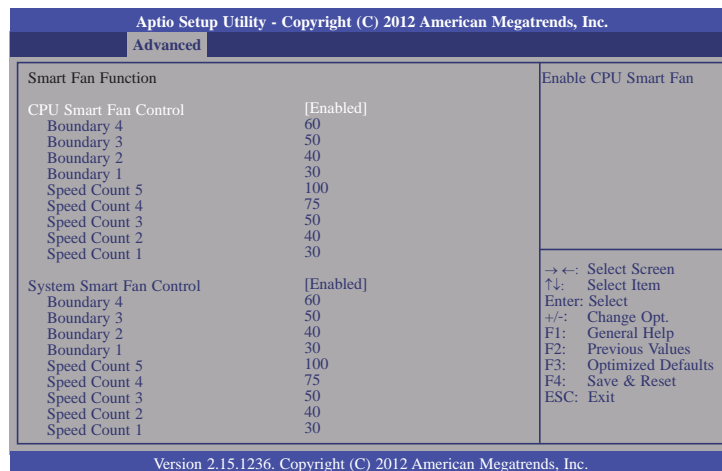 Aptio Setup Utility - Copyright (C) 2012 American Megatrends, Inc.
Advanced
Smart Fan Function
CPU Smart Fan Control [Enabled]
Boundary 4 60
Boundary 3 50
Boundary 2 40
Boundary 1 30
Speed Count 5 100
Speed Count 4 75
Speed Count 3 50
Speed Count 2 40
Speed Count 1 30
System Smart Fan Control [Enabled]
Boundary 4 60
Boundary 3 50
Boundary 2 40
Boundary 1 30
Speed Count 5 100
Speed Count 4 75
Speed Count 3 50
Speed Count 2 40
Speed Count 1 30
Enable CPU Smart Fan
→←: Select Screen
↑↓: Select Item
Enter: Select
+/-: Change Opt.
F1: General Help
F2: Previous Values
F3: Optimized Defaults
F4: Save & Reset
ESC: Exit
Version 2.15.1236. Copyright (C) 2012 American Megatrends, Inc.